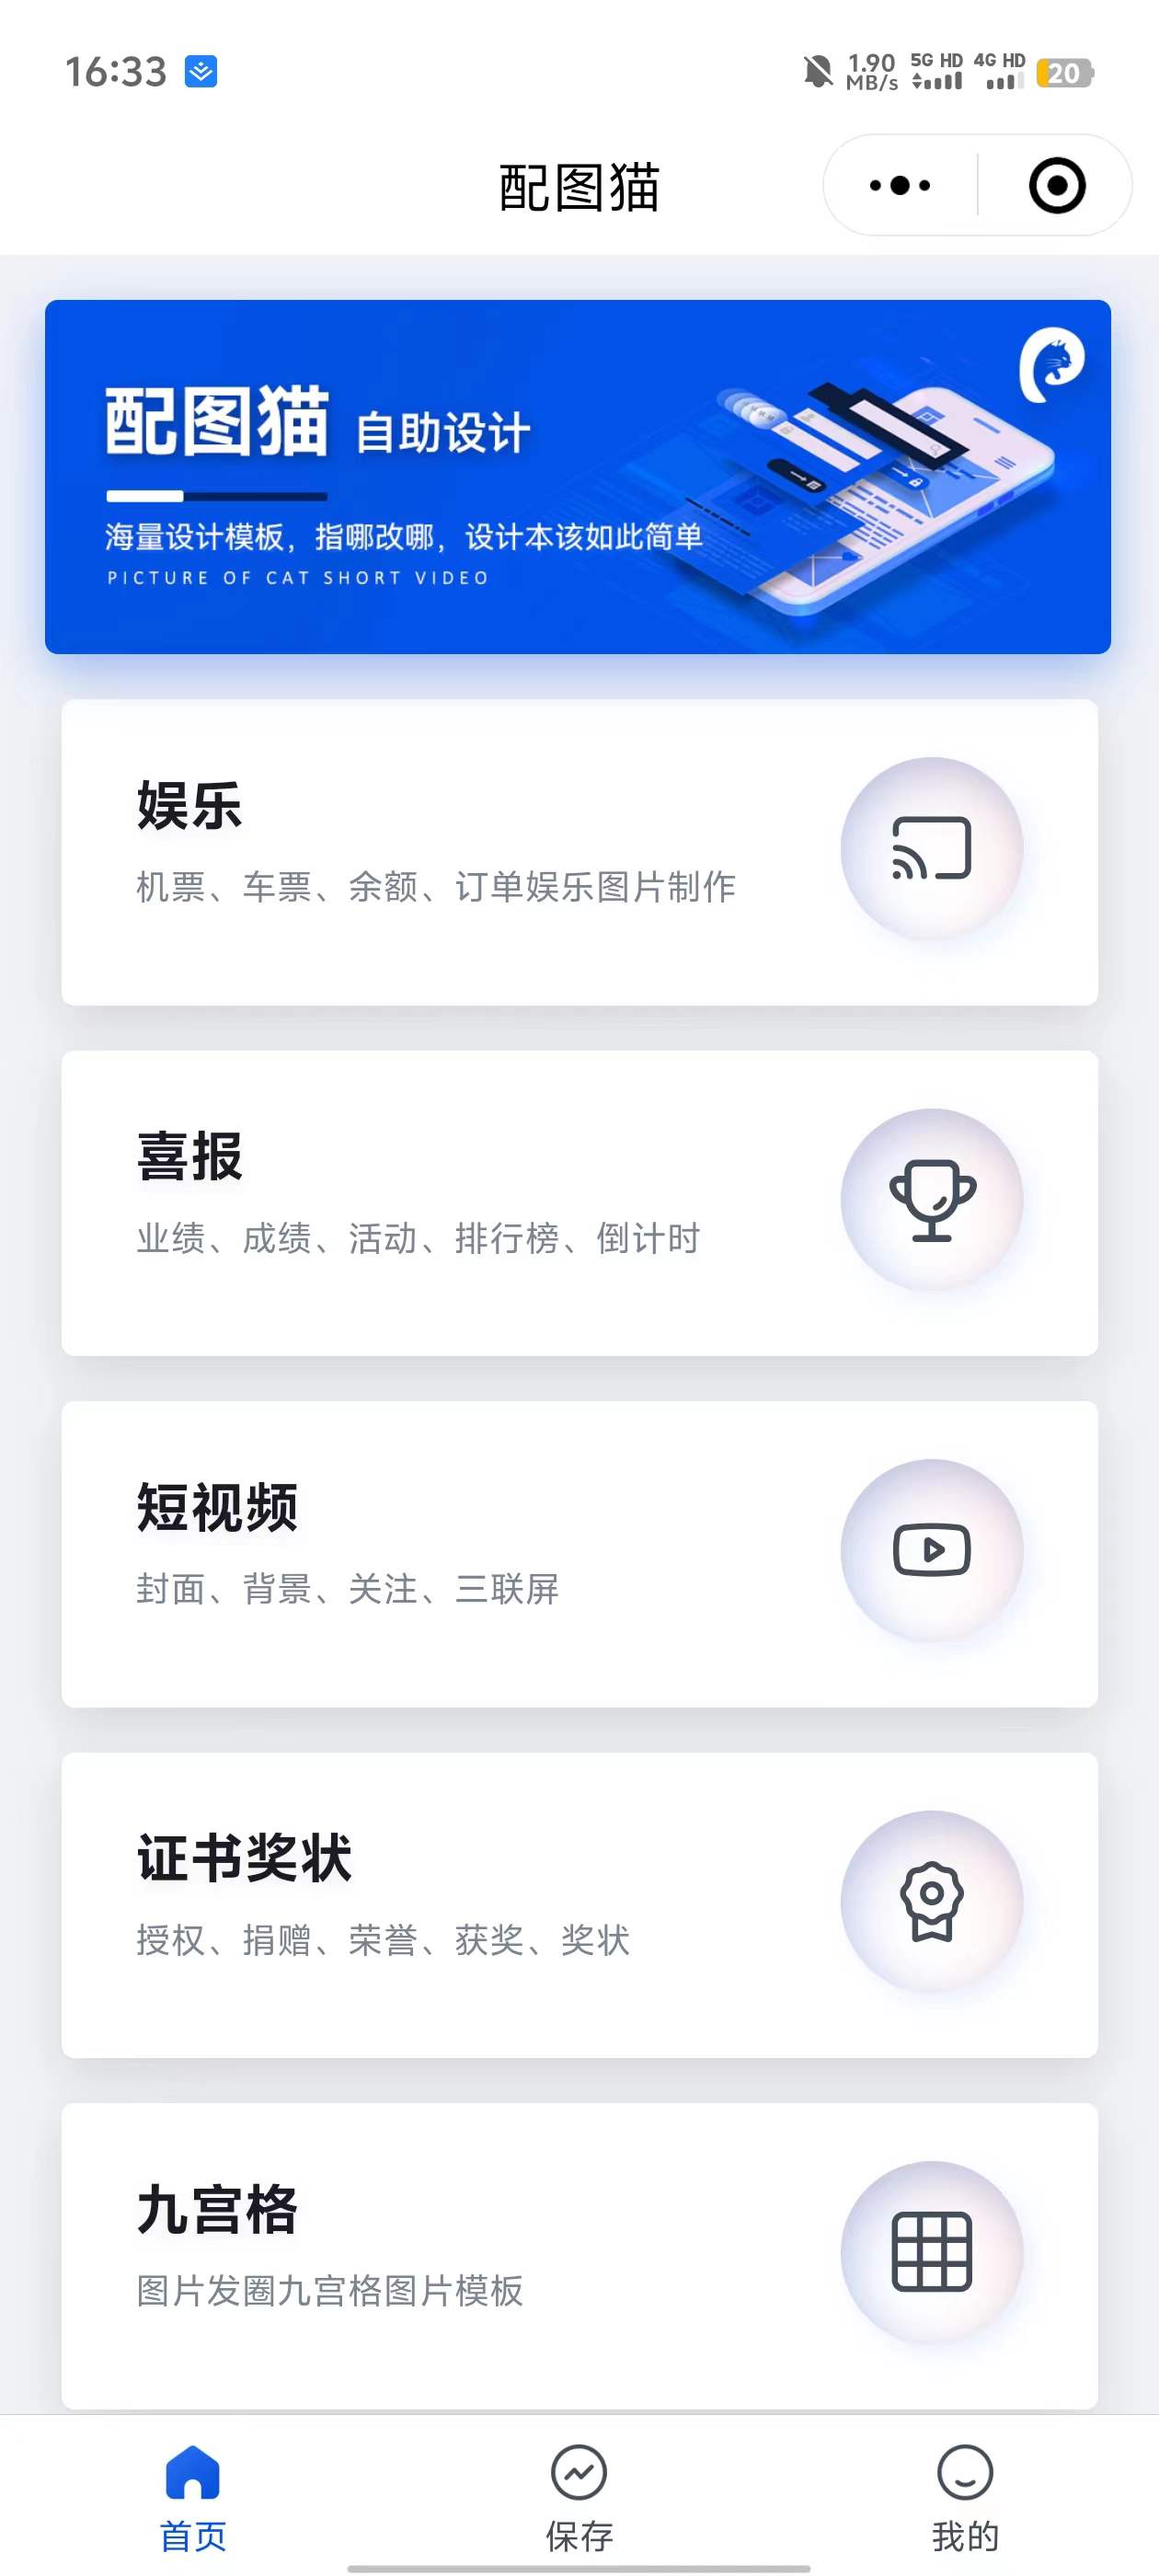 16:33
1.90 MB/s 5G HD 4G HD 20
配图猫
配图猫 自助设计
海量设计模板，指哪改哪，设计本该如此简单
PICTURE OF CAT SHORT VIDEO
娱乐
机票、车票、余额、订单娱乐图片制作
喜报
业绩、成绩、活动、排行榜、倒计时
短视频
封面、背景、关注、三联屏
证书奖状
授权、捐赠、荣誉、获奖、奖状
九宫格
图片发圈九宫格图片模板
首页 保存 我的